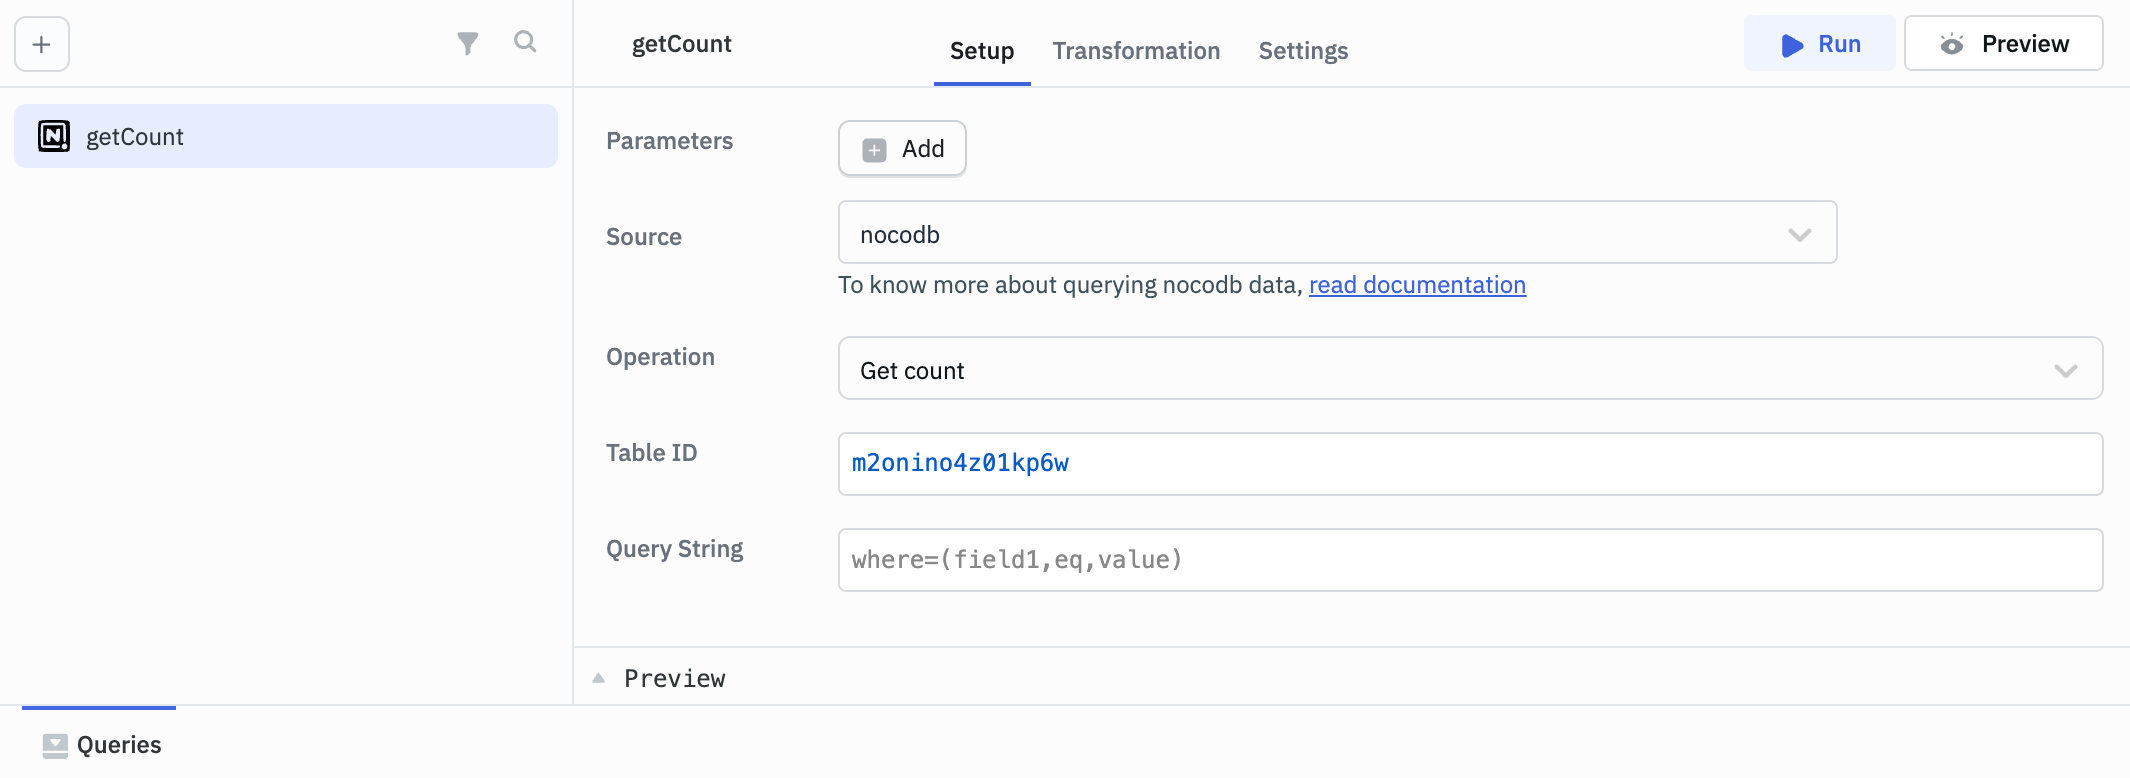 getCount
Setup
Transformation
Settings
Run
Preview
getCount
Parameters
Add
Source
nocodb
To know more about querying nocodb data, read documentation
Operation
Get count
Table ID
m2onino4z01kp6w
Query String
where=(field1,eq,value)
Preview
Queries